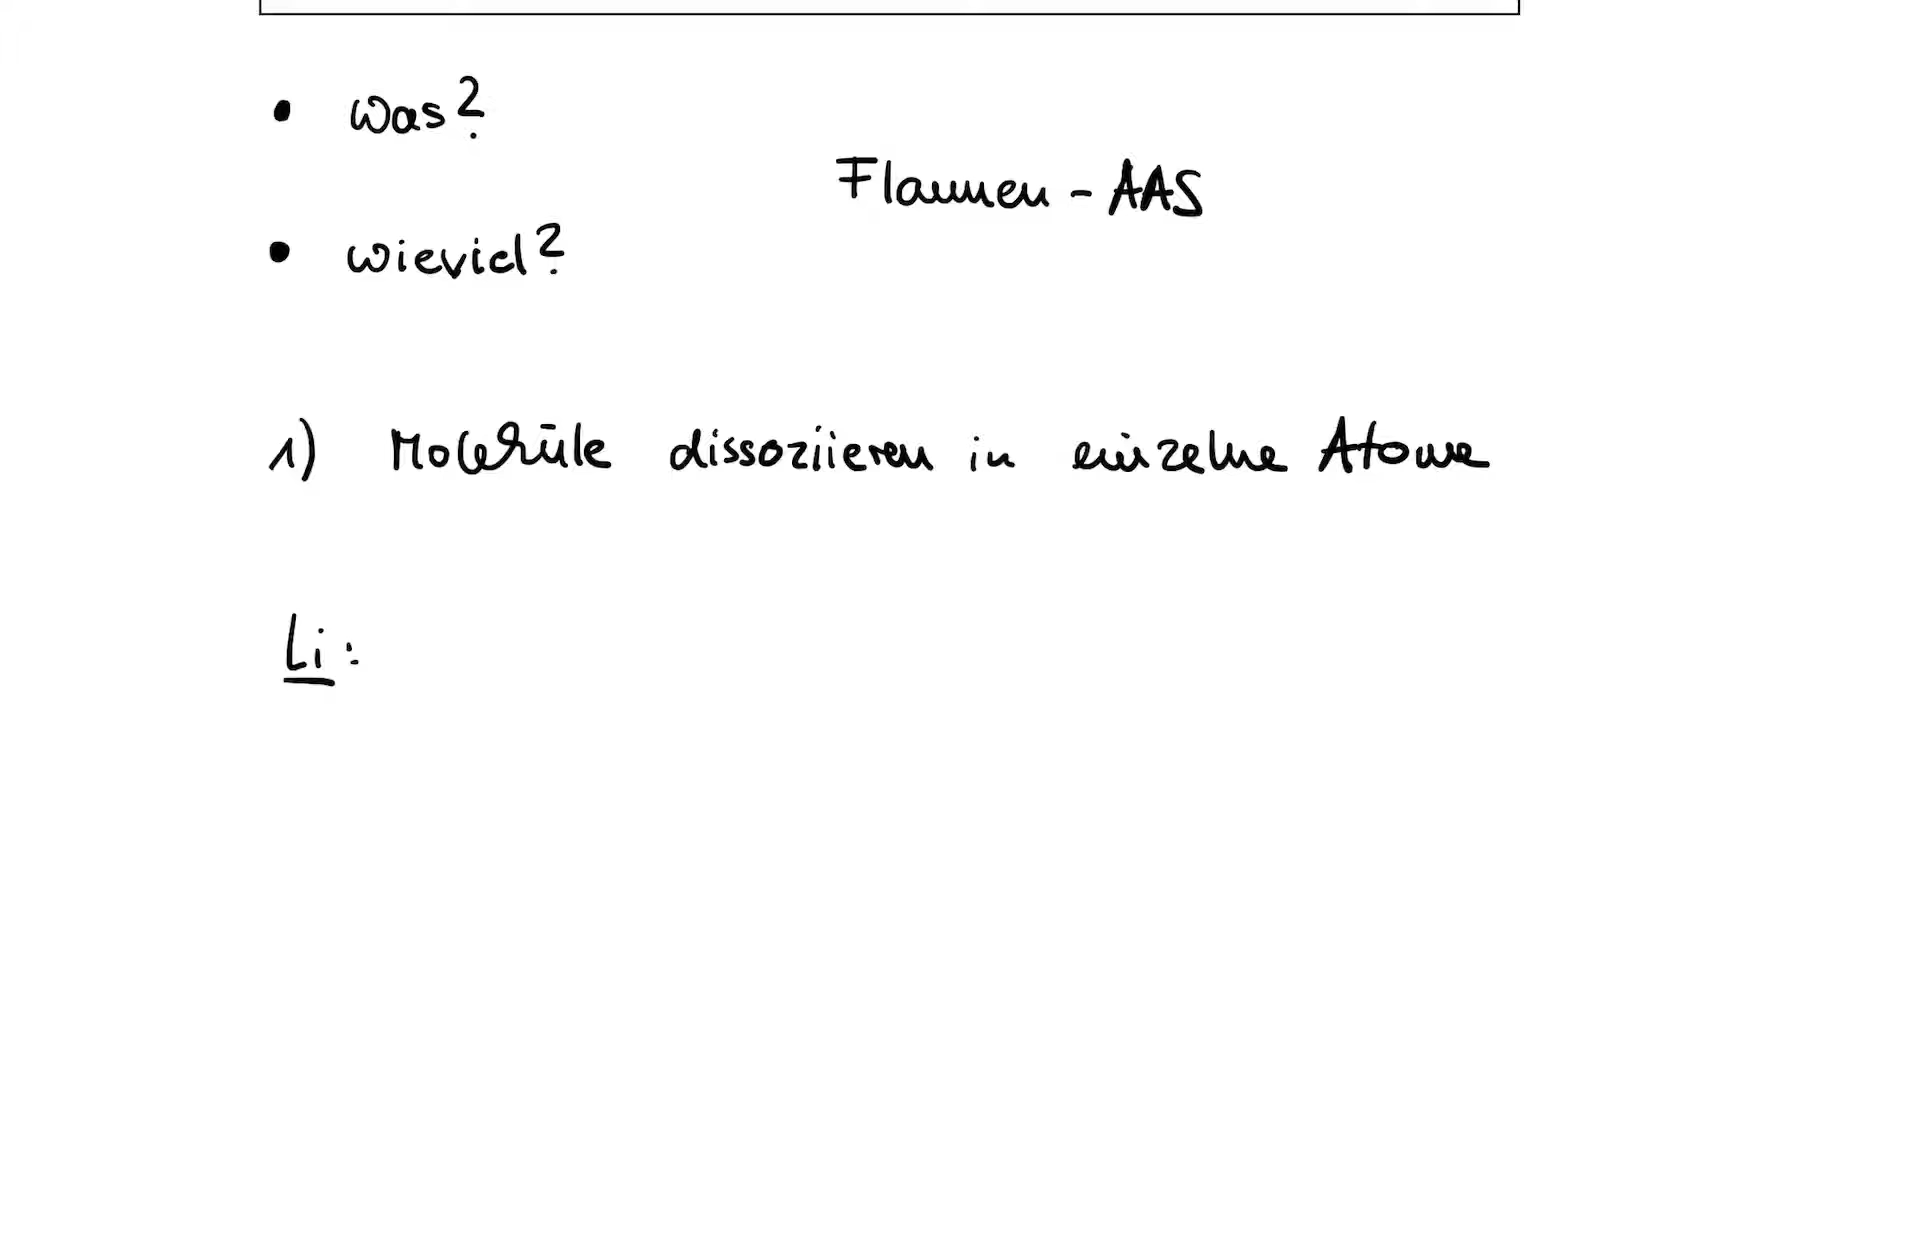 • Was?
Flammen - AAS
• wieviel?
1) Moleküle dissoziieren in einzelne Atome
Li: